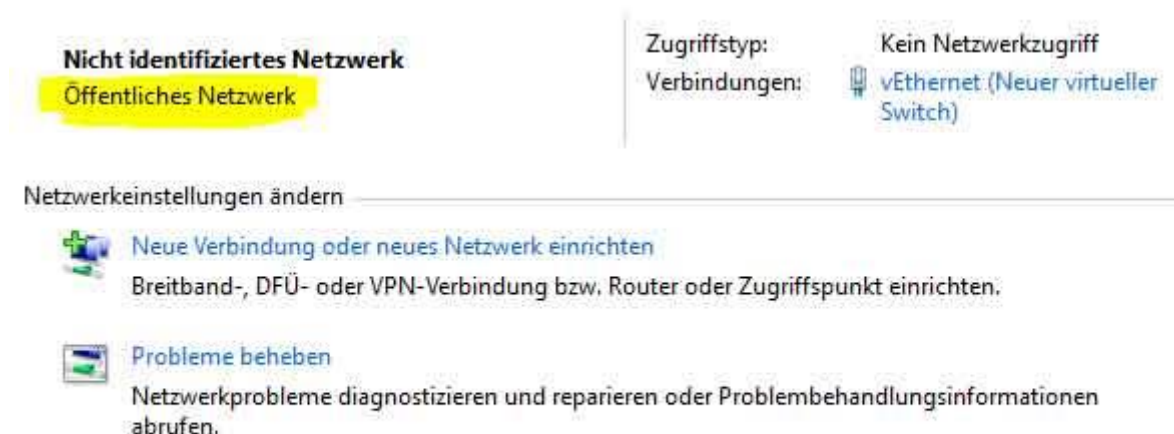 Nicht identifiziertes Netzwerk
Öffentliches Netzwerk
Zugriffstyp: Kein Netzwerkzugriff
Verbindungen: vEthernet (Neuer virtueller
Switch)
Netzwerkeinstellungen ändern
Neue Verbindung oder neues Netzwerk einrichten
Breitband-, DFÜ- oder VPN-Verbindung bzw. Router oder Zugriffspunkt einrichten.
Probleme beheben
Netzwerkprobleme diagnostizieren und reparieren oder Problembehandlungsinformationen
abrufen.